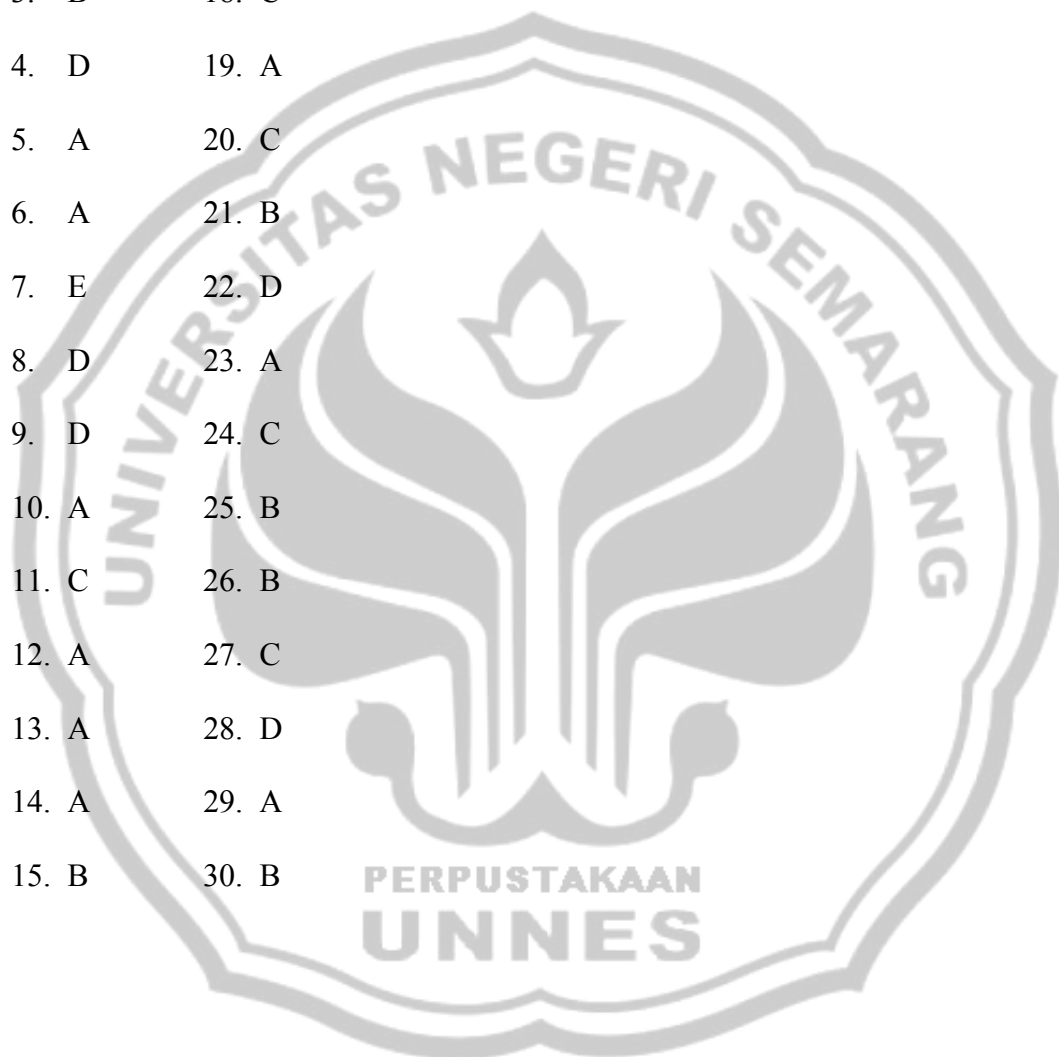 4. D 19. A
5. A 20. C
6. A 21. B
7. E 22. D
8. D 23. A
9. D 24. C
10. A 25. B
11. C 26. B
12. A 27. C
13. A 28. D
14. A 29. A
15. B 30. B
UNIVERSITAS NEGERI SEMARANG
PERPUSTAKAAN
UNNES